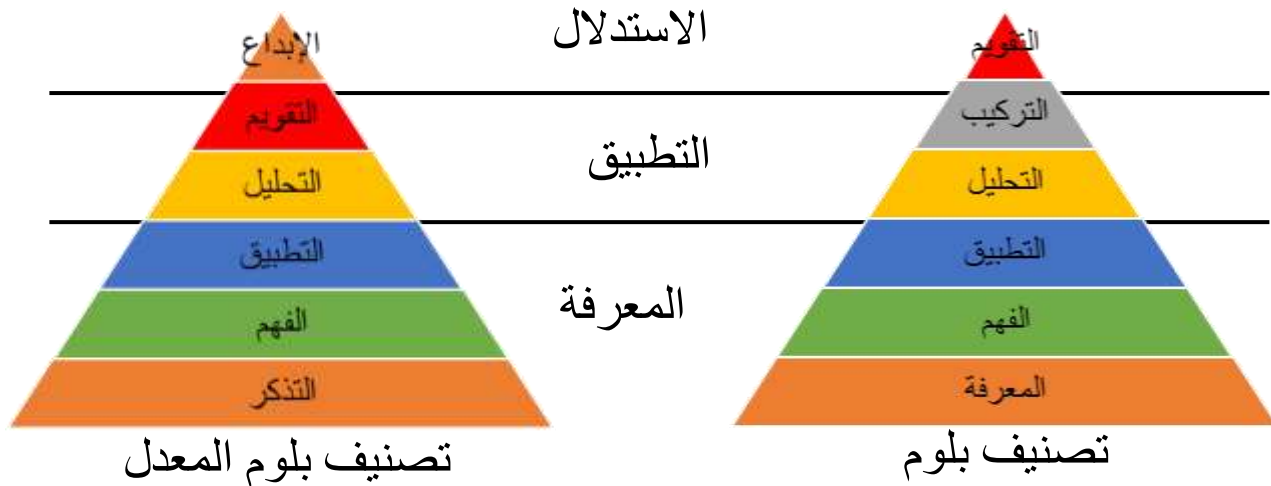 الاستدلال
التطبيق
المعرفة
التقويم
التركيب
التحليل
التطبيق
الفهم
المعرفة
تصنيف بلوم
الإبداع
التقويم
التحليل
التطبيق
الفهم
التذكر
تصنيف بلوم المعدل